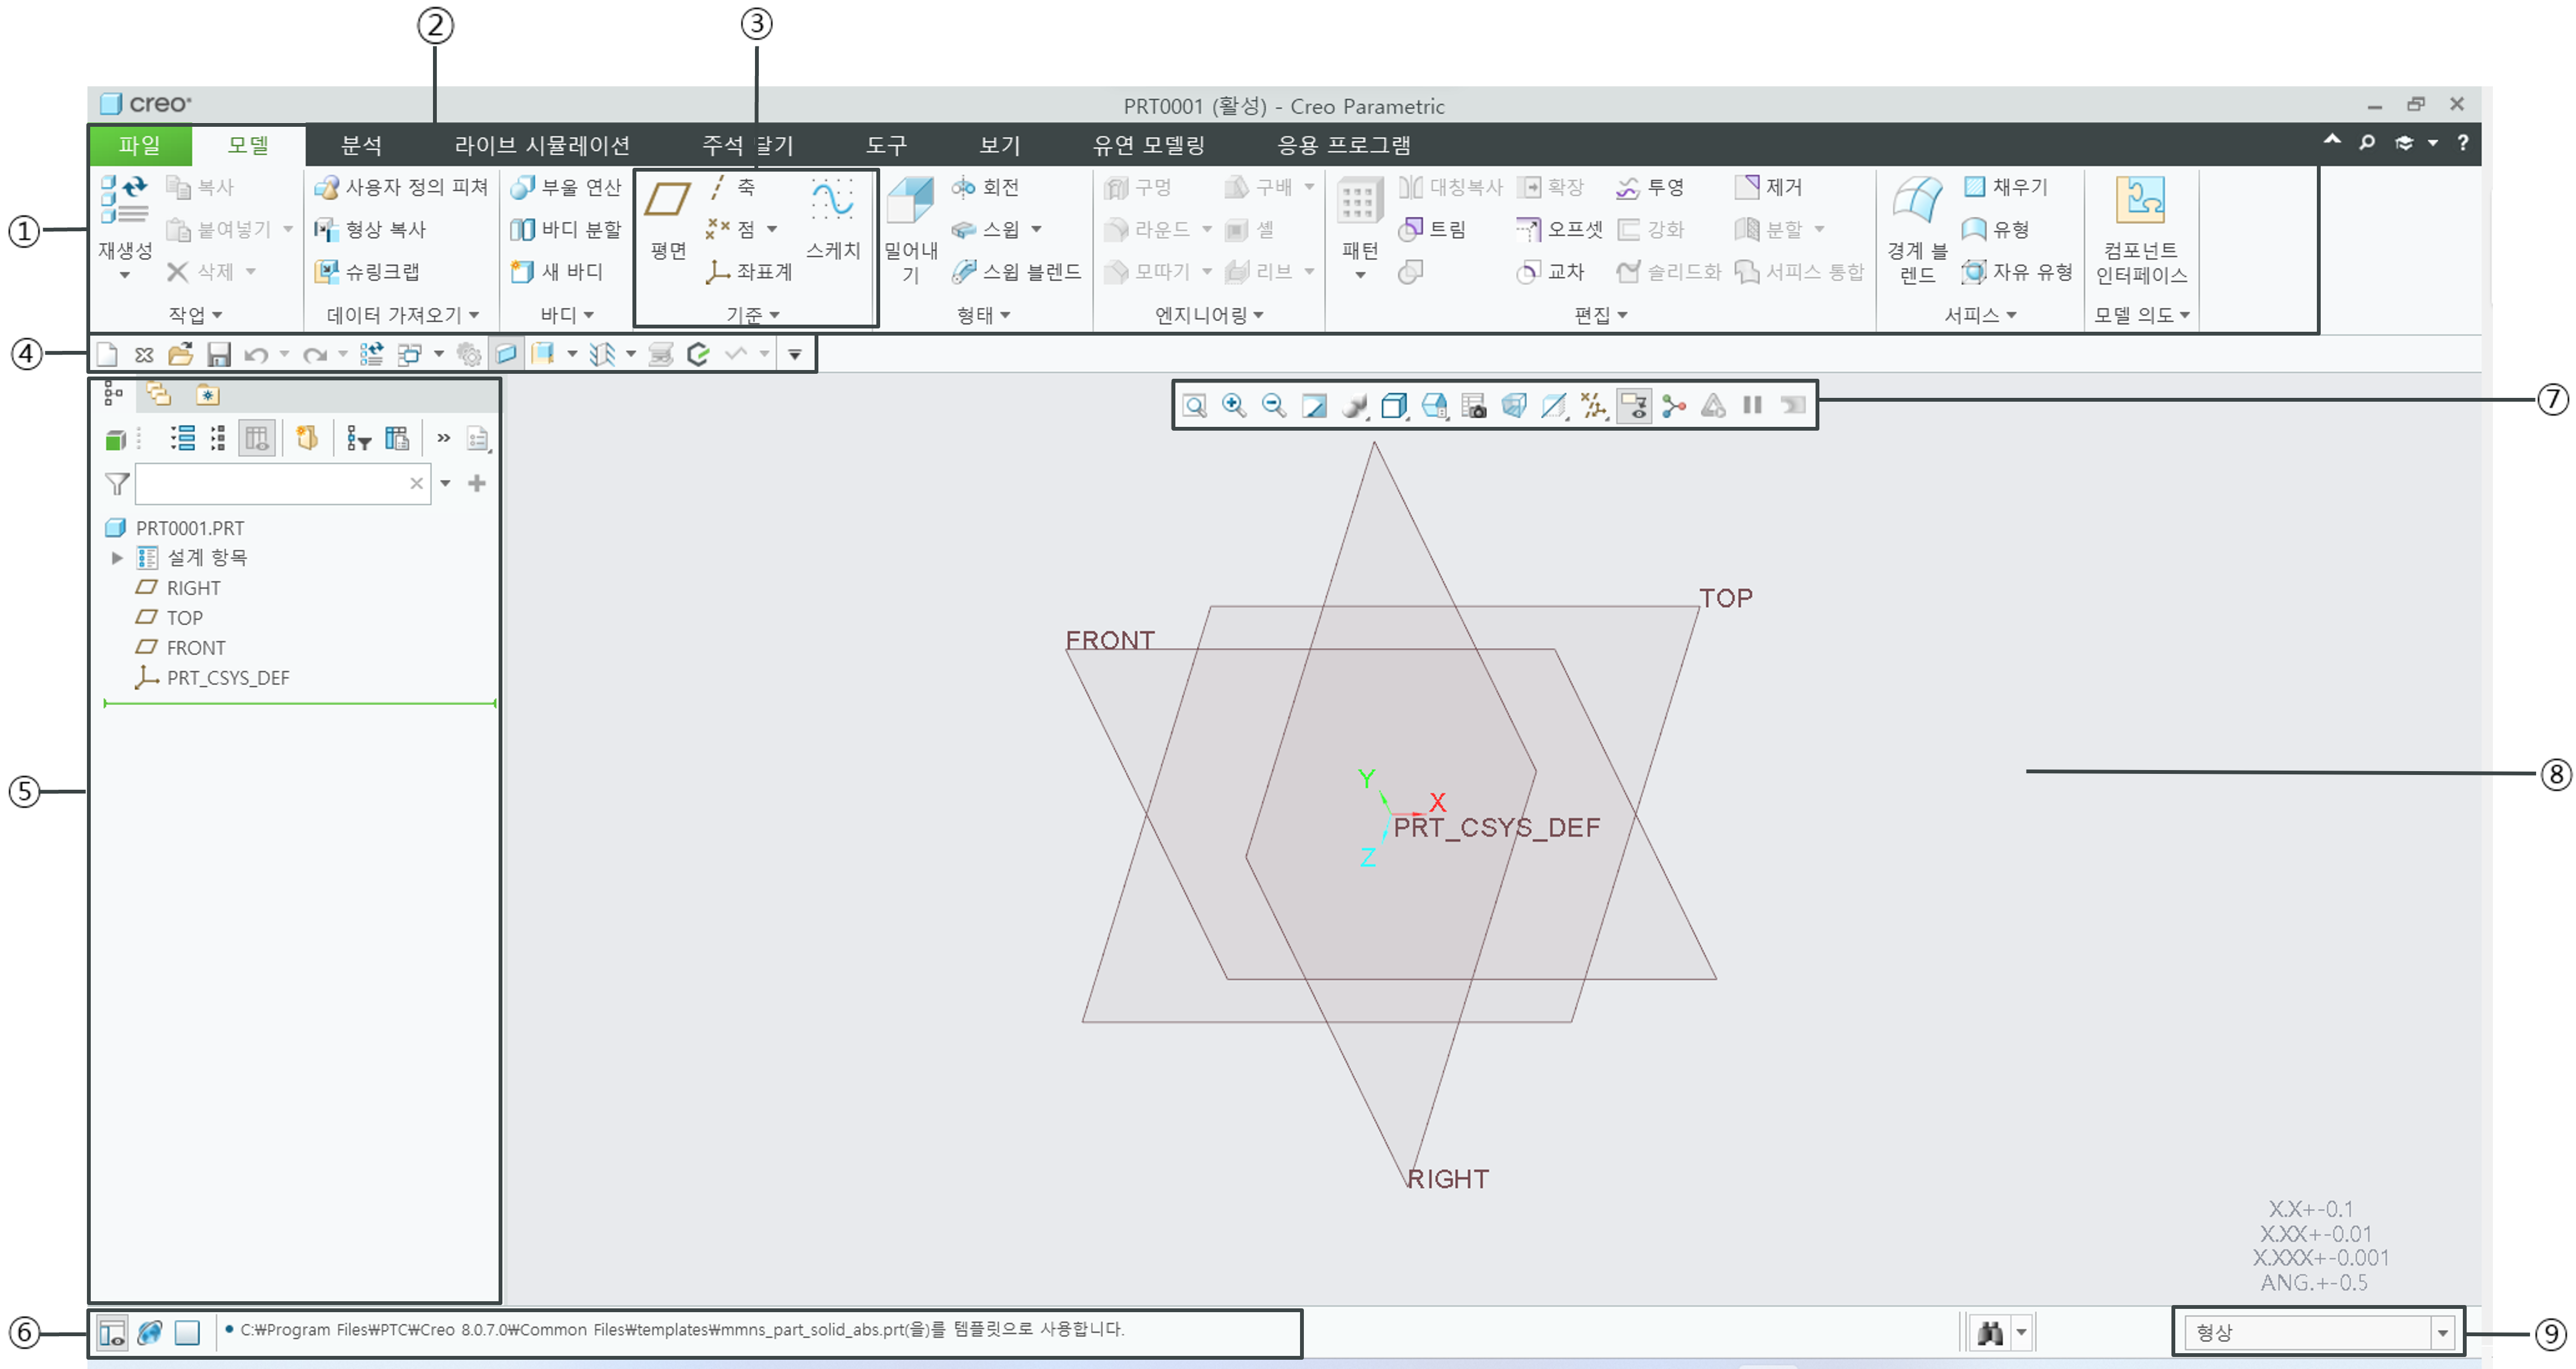 ② ③
creo®
PRT0001 (활성) - Creo Parametric
파일 모델 분석 라이브 시뮬레이션 주석 달기 도구 보기 유연 모델링 응용 프로그램 ?
①
재생성
복사
붙여넣기
삭제
작업
사용자 정의 피쳐
형상 복사
슈링크랩
데이터 가져오기
부울 연산
바디 분할
새 바디
바디
평면
축
점
좌표계
스케치
기준
밀어내
기
회전
스윕
스윕 블렌드
형태
구멍
라운드
모따기
구배
셸
리브
엔지니어링
패턴
대칭복사
트림
확장
오프셋
교차
투영
강화
솔리드화
제거
분할
서피스 통합
편집
경계 블
렌드
채우기
유형
자유 유형
서피스
컴포넌트
인터페이스
모델 의도
④
⑦
PRT0001.PRT
설계 항목
RIGHT
TOP
FRONT
PRT_CSYS_DEF
⑤
TOP
FRONT
Y
X
PRT_CSYS_DEF
Z
RIGHT
⑧
X.X+-0.1
X.XX+-0.01
X.XXX+-0.001
ANG.+-0.5
⑥
• C:₩Program Files₩PTC₩Creo 8.0.7.0₩Common Files₩templates₩mmns_part_solid_abs.prt(을)를 템플릿으로 사용합니다.
형상
⑨